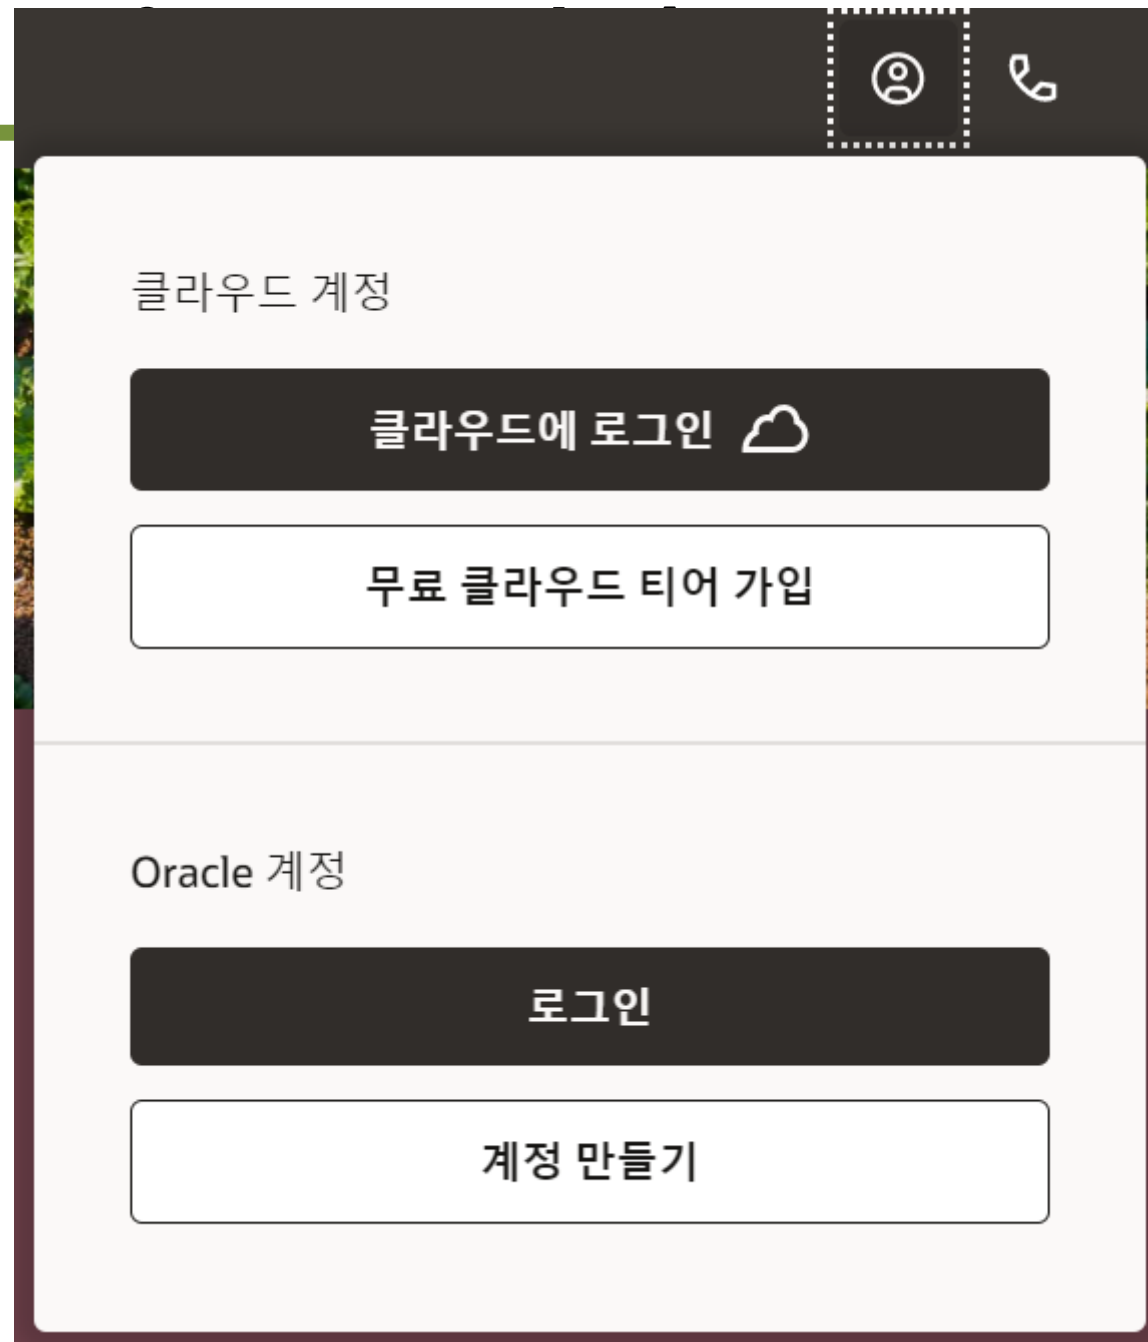 클라우드 계정
클라우드에 로그인
무료 클라우드 티어 가입
Oracle 계정
로그인
계정 만들기